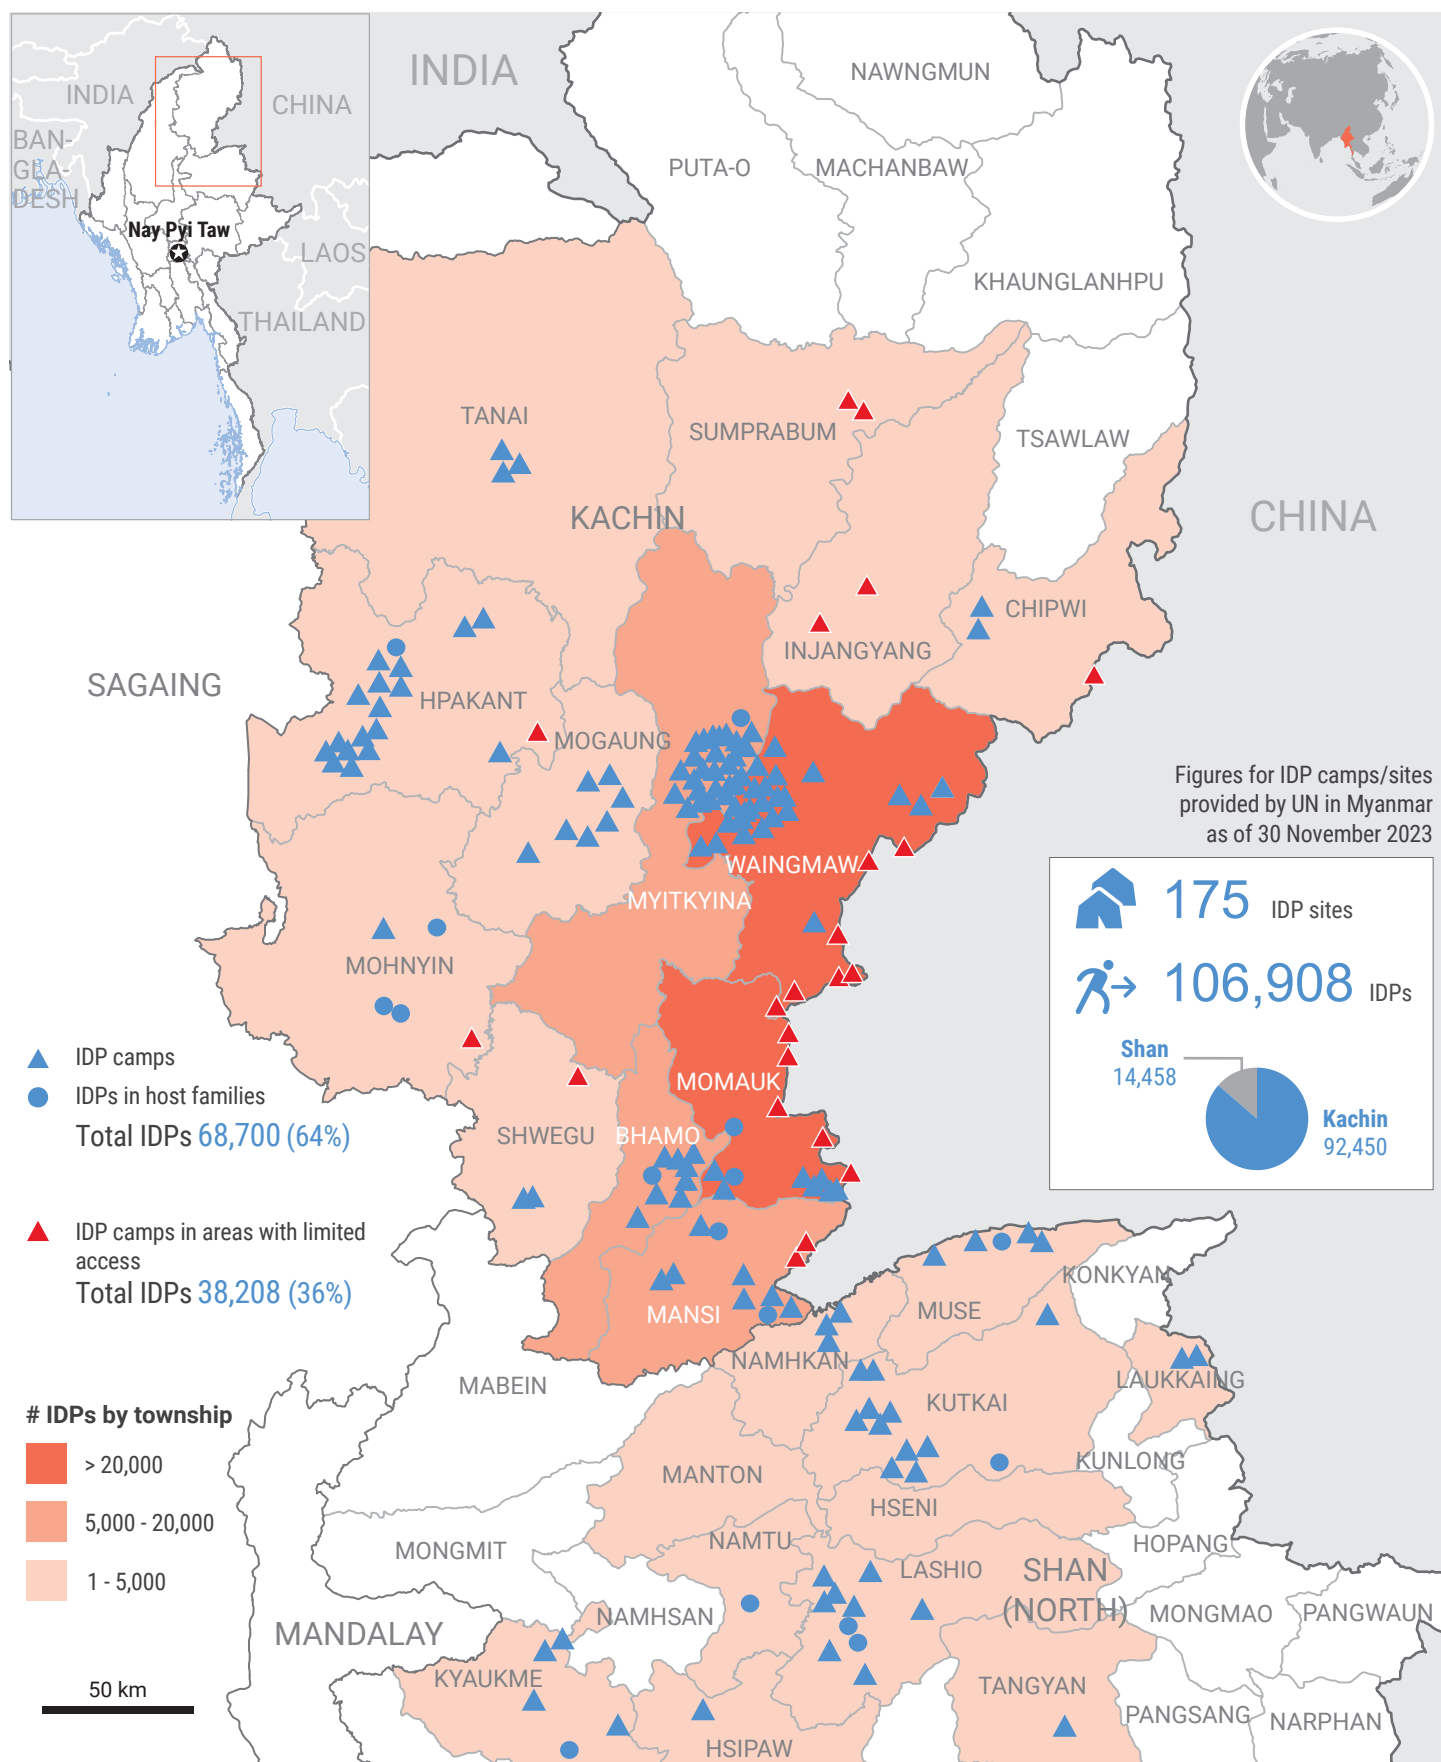 INDIA
CHINA
BAN-
GLA-
DESH
Nay Pyi Taw
LAOS
THAILAND
INDIA
NAWNGMUN
PUTA-O
MACHANBAW
KHAUNGLANHPU
TANAI
SUMPRABUM
TSAWLAW
KACHIN
CHINA
CHIPWI
INJANGYANG
SAGAING
HPAKANT
MOGAUNG
WAINGMAW
MYITKYINA
MOHNYIN
MOMAUK
SHWEGU
BHAMO
MANSI
Figures for IDP camps/sites
provided by UN in Myanmar
as of 30 November 2023
175 IDP sites
106,908 IDPs
Shan
14,458
Kachin
92,450
IDP camps
IDPs in host families
Total IDPs 68,700 (64%)
IDP camps in areas with limited
access
Total IDPs 38,208 (36%)
# IDPs by township
> 20,000
5,000 - 20,000
1 - 5,000
50 km
KONKYAN
MUSE
NAMHKAN
LAUKKAING
MABEIN
KUTKAI
KUNLONG
MANTON
HSENI
NAMTU
HOPANG
MONGMIT
LASHIO
SHAN
(NORTH)
NAMHSAN
MONGMAO
PANGWAUN
MANDALAY
KYAUKME
TANGYAN
PANGSANG
NARPHAN
HSIPAW